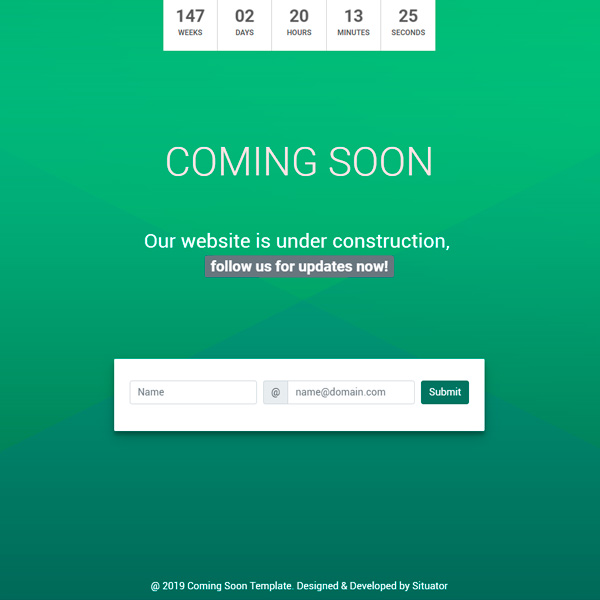 147 02 20 13 25
WEEKS DAYS HOURS MINUTES SECONDS
COMING SOON
Our website is under construction,
follow us for updates now!
Name @ name@domain.com Submit
@ 2019 Coming Soon Template. Designed & Developed by Situator